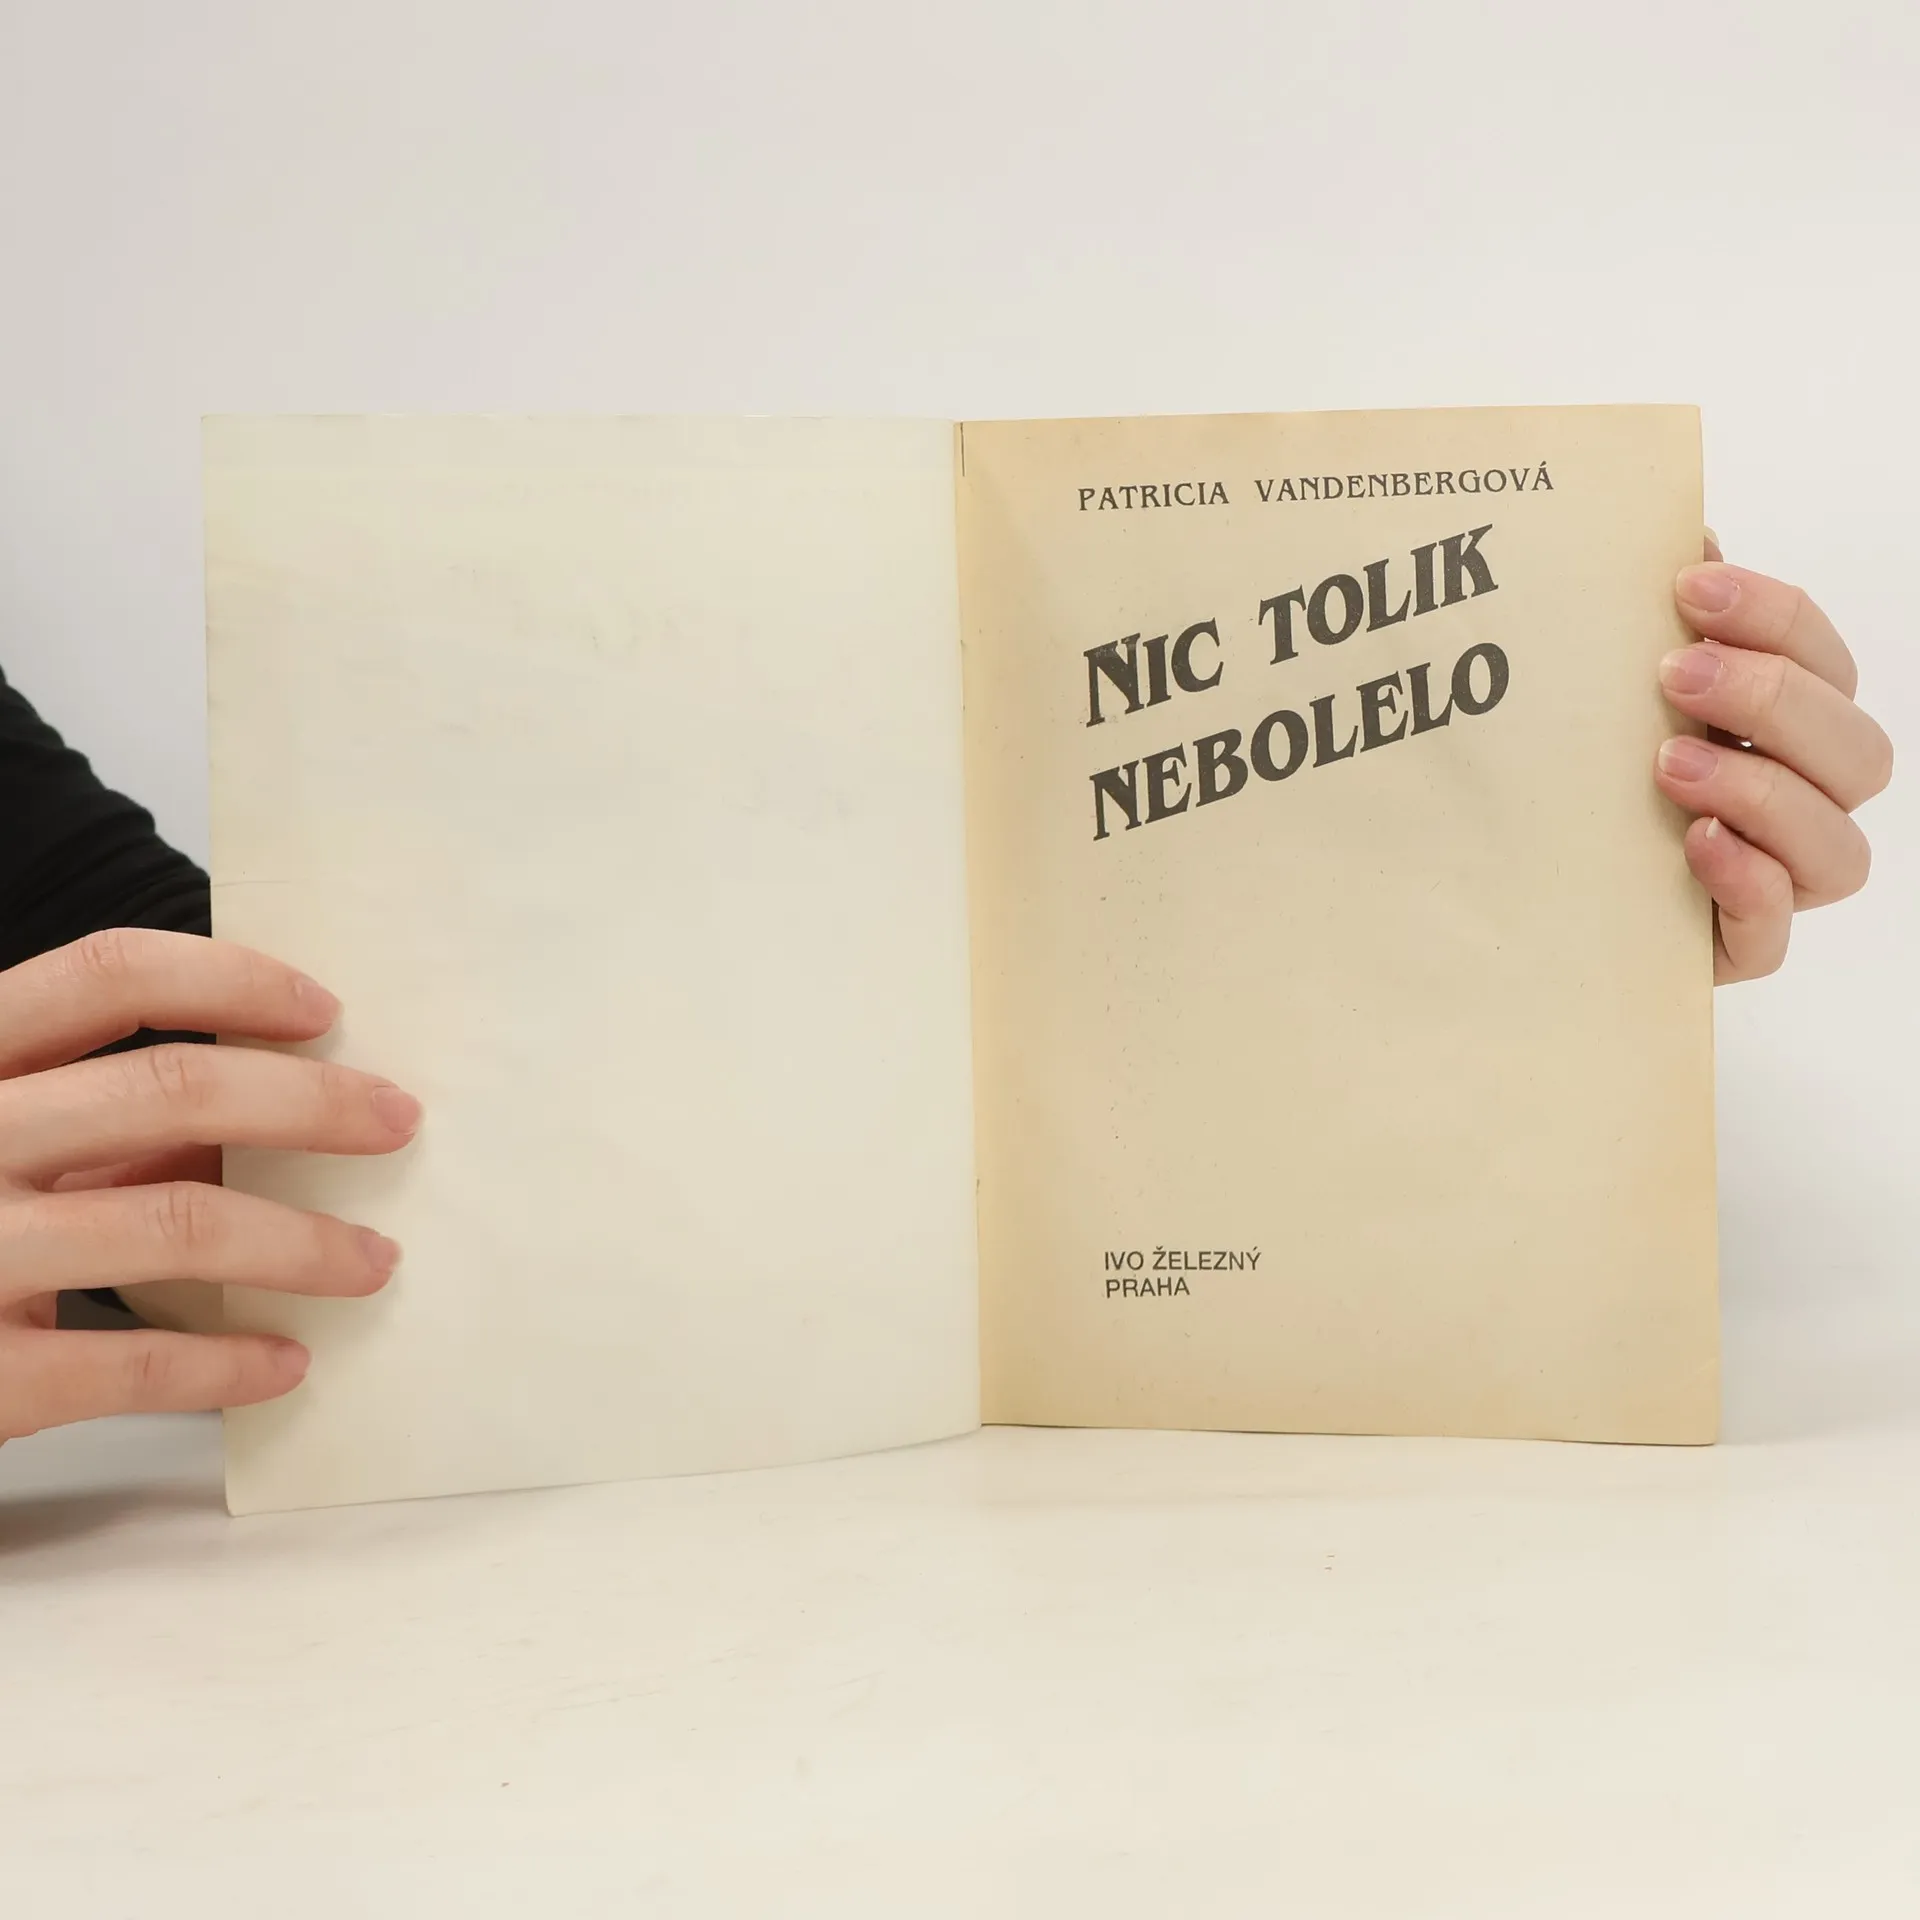 PATRICIA VANDENBERGOVÁ
NIC TOLIK
NEBOLELO
IVO ŽELEZNÝ
PRAHA